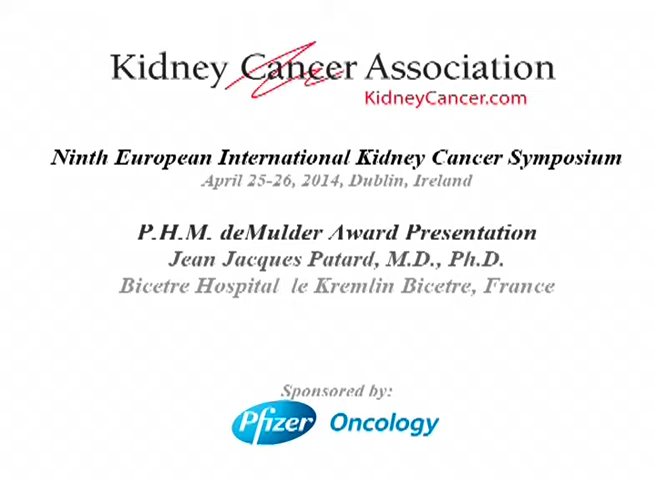 Kidney Cancer Association
KidneyCancer.com
Ninth European International Kidney Cancer Symposium
April 25-26, 2014, Dublin, Ireland
P.H.M. deMulder Award Presentation
Jean Jacques Patard, M.D., Ph.D.
Bicetre Hospital le Kremlin Bicetre, France
Sponsored by:
Pfizer Oncology